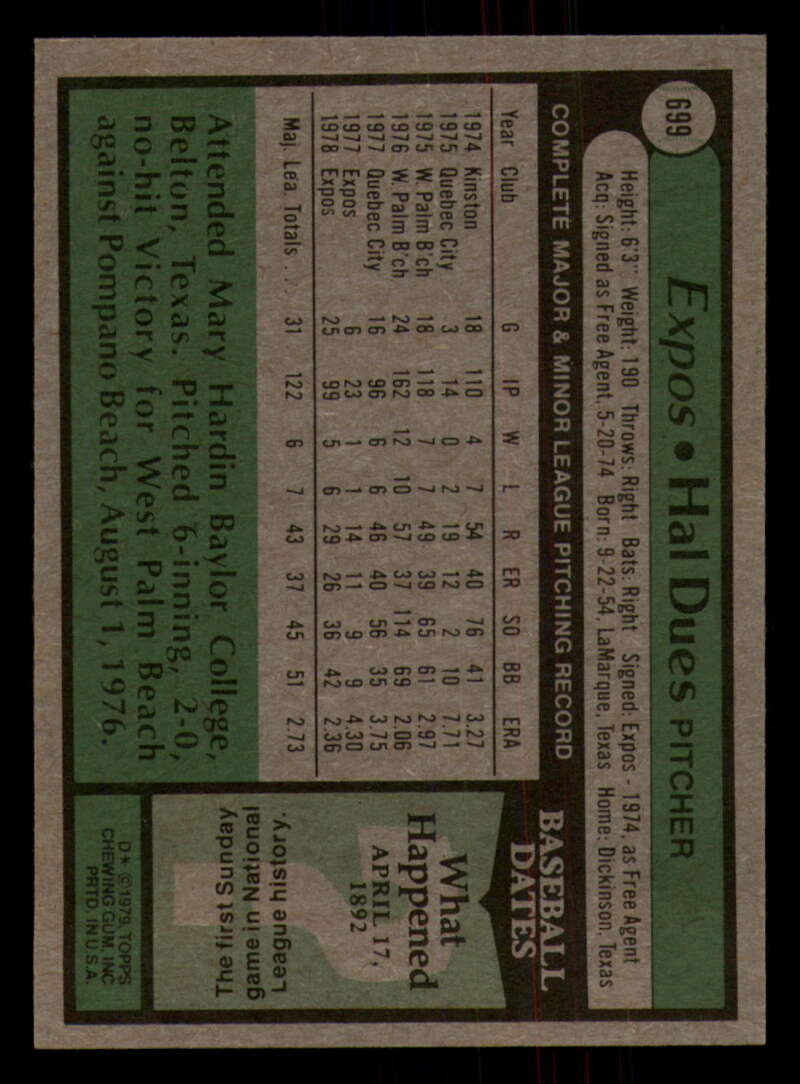 699
Expos • Hal Dues PITCHER
Height: 6'3" Weight: 190 Throws: Right Bats: Right Signed: Expos - 1974, as Free Agent
Acq: Signed as Free Agent, 5-20-74 Born: 9-22-54, LaMarque, Texas Home: Dickinson, Texas
COMPLETE MAJOR & MINOR LEAGUE PITCHING RECORD
Year Club G IP W L R ER SO BB ERA
1974 Kinston 18 110 4 7 54 40 76 41 3.27
1975 Quebec City 3 14 0 2 19 12 2 10 7.71
1975 W. Palm B'ch 18 118 7 7 49 39 65 61 2.97
1976 W. Palm B'ch 24 162 12 10 57 37 114 69 2.06
1977 Quebec City 16 96 6 6 46 40 56 35 3.75
1977 Expos 6 23 1 1 14 11 9 9 4.30
1978 Expos 25 99 5 6 29 26 36 42 2.36
Maj. Lea. Totals . . . 31 122 6 7 43 37 45 51 2.73
Attended Mary Hardin Baylor College,
Belton, Texas. Pitched 6-inning, 2-0,
no-hit Victory for West Palm Beach
against Pompano Beach, August 1, 1976.
BASEBALL
DATES
What
Happened
APRIL 17,
1892
The first Sunday
game in National
League history.
D* ©1979 TOPPS
CHEWING GUM, INC.
PRTD. IN U.S.A.